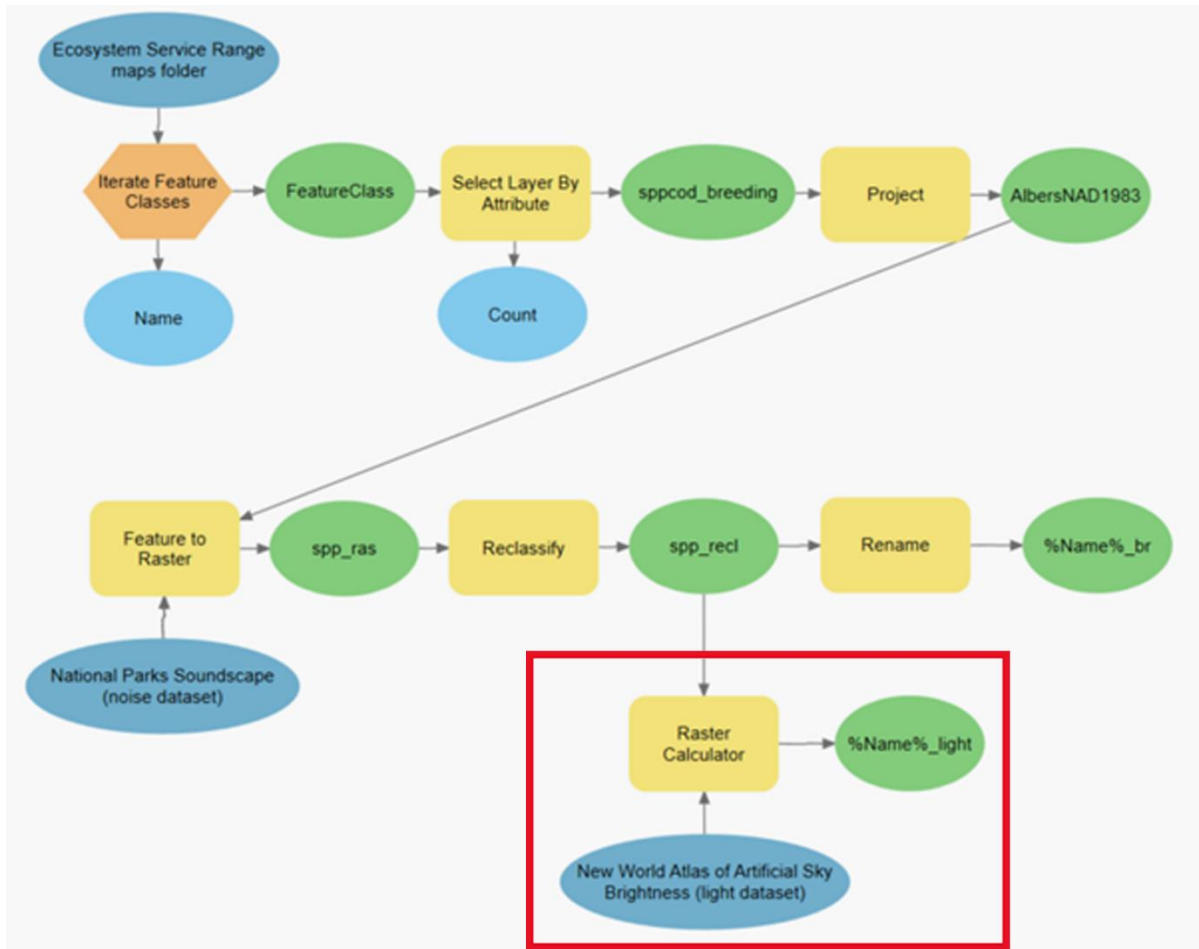 Ecosystem Service Range
maps folder
Iterate Feature
Classes
FeatureClass
Select Layer By
Attribute
sppcod_breeding
Project
AlbersNAD1983
Name
Count
Feature to
Raster
spp_ras
Reclassify
spp_recl
Rename
%Name%_br
National Parks Soundscape
(noise dataset)
Raster
Calculator
%Name%_light
New World Atlas of Artificial Sky
Brightness (light dataset)